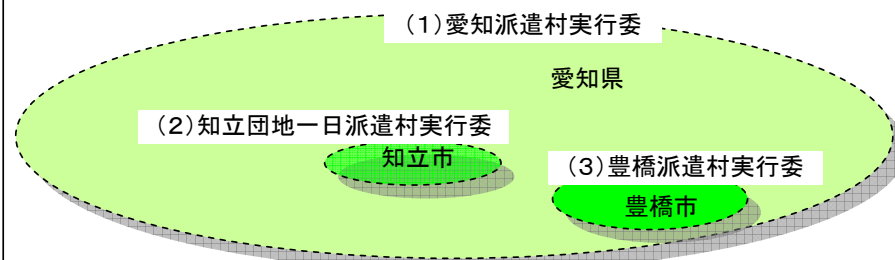 （１）愛知派遣村実行委
愛知県
（２）知立団地一日派遣村実行委
知立市
（３）豊橋派遣村実行委
豊橋市